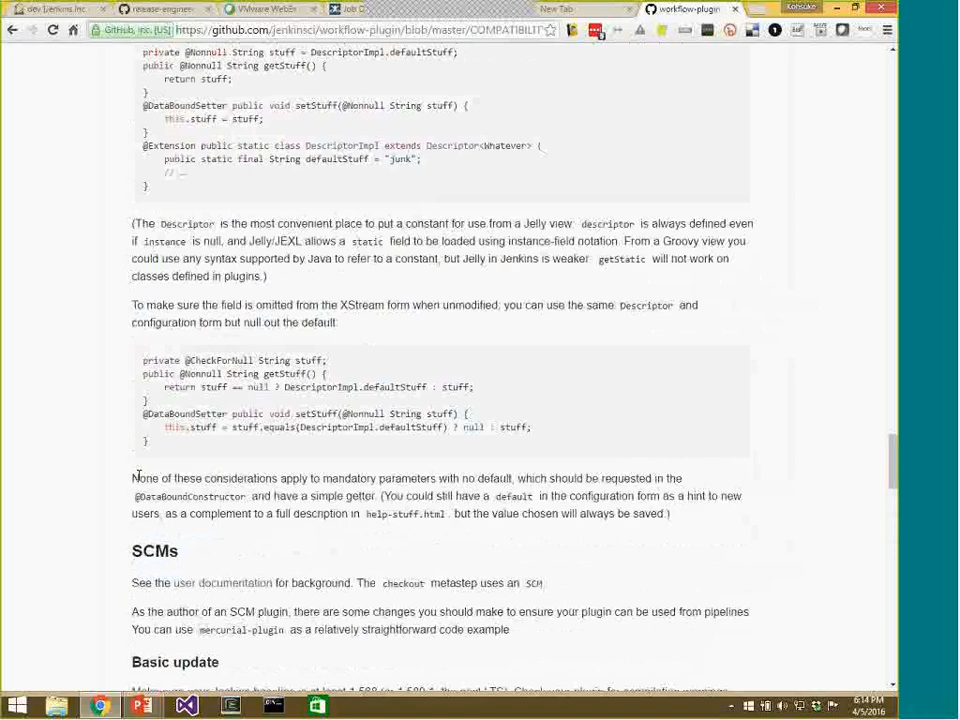 dev [Jenkins.Inc
release-engineer
VMware WebEx
Job D
New Tab
workflow-plugin
Kohsuke
GitHub, Inc. [US]
https://github.com/jenkinsci/workflow-plugin/blob/master/COMPATIBILIT
private @Nonnull String stuff = DescriptorImpl.defaultStuff;
public @Nonnull String getStuff() {
return stuff;
}
@DataBoundSetter public void setStuff(@Nonnull String stuff) {
this.stuff = stuff;
}
@Extension public static class DescriptorImpl extends Descriptor<Whatever> {
public static final String defaultStuff = "junk";
// …
}
(The Descriptor is the most convenient place to put a constant for use from a Jelly view descriptor is always defined even
if instance is null, and Jelly/JEXL allows a static field to be loaded using instance-field notation. From a Groovy view you
could use any syntax supported by Java to refer to a constant, but Jelly in Jenkins is weaker getStatic will not work on
classes defined in plugins.)
To make sure the field is omitted from the XStream form when unmodified, you can use the same Descriptor and
configuration form but null out the default:
private @CheckForNull String stuff;
public @Nonnull String getStuff() {
return stuff == null ? DescriptorImpl.defaultStuff : stuff;
}
@DataBoundSetter public void setStuff(@Nonnull String stuff) {
this.stuff = stuff.equals(DescriptorImpl.defaultStuff) ? null : stuff;
}
None of these considerations apply to mandatory parameters with no default, which should be requested in the
@DataBoundConstructor and have a simple getter. (You could still have a default in the configuration form as a hint to new
users, as a complement to a full description in help-stuff.html but the value chosen will always be saved.)
SCMs
See the user documentation for background. The checkout metastep uses an SCM
As the author of an SCM plugin, there are some changes you should make to ensure your plugin can be used from pipelines
You can use mercurial-plugin as a relatively straightforward code example
Basic update
6:14 PM
4/5/2016